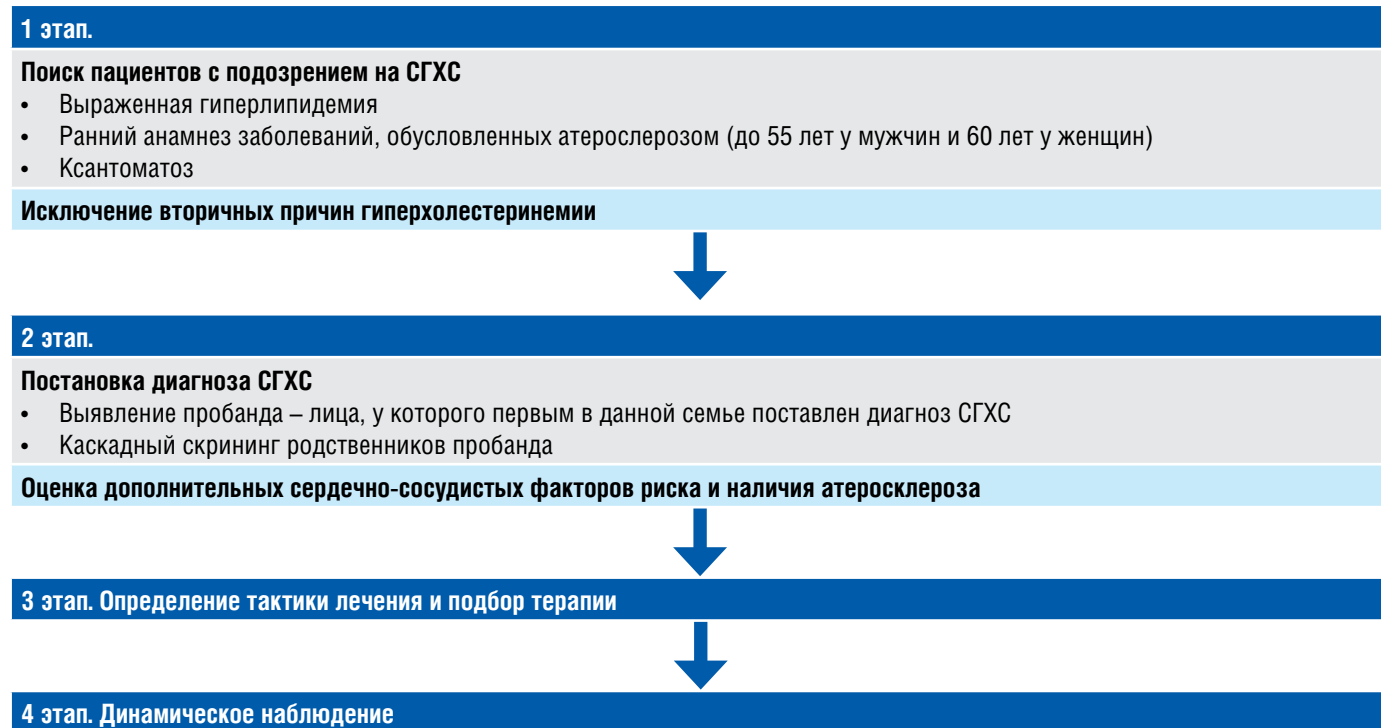 1 этап.
Поиск пациентов с подозрением на СГХС
• Выраженная гиперлипидемия
• Ранний анамнез заболеваний, обусловленных атерослерозом (до 55 лет у мужчин и 60 лет у женщин)
• Ксантоматоз
Исключение вторичных причин гиперхолестеринемии
2 этап.
Постановка диагноза СГХС
• Выявление пробанда – лица, у которого первым в данной семье поставлен диагноз СГХС
• Каскадный скрининг родственников пробанда
Оценка дополнительных сердечно-сосудистых факторов риска и наличия атеросклероза
3 этап. Определение тактики лечения и подбор терапии
4 этап. Динамическое наблюдение